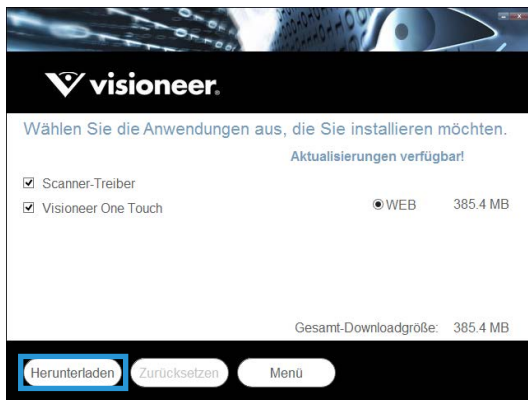 visioneer
Wählen Sie die Anwendungen aus, die Sie installieren möchten.
Aktualisierungen verfügbar!
Scanner-Treiber
Visioneer One Touch WEB 385.4 MB
Gesamt-Downloadgröße: 385.4 MB
Herunterladen Zurücksetzen Menü